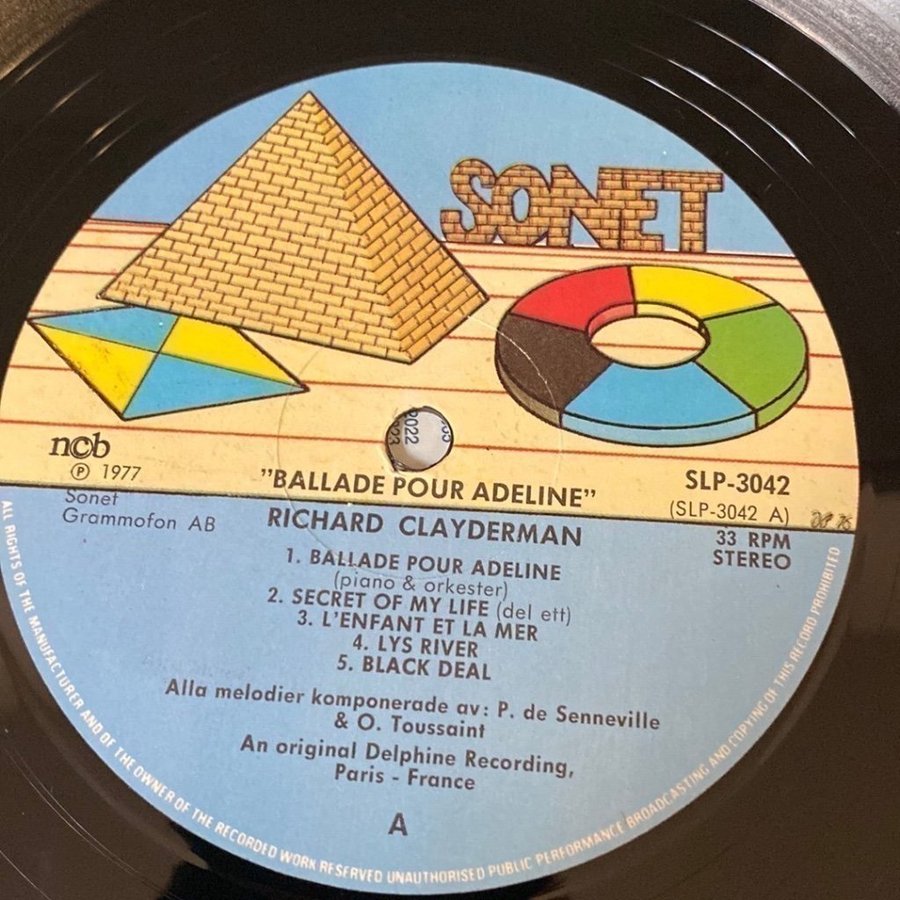 SONET
ncb
Ⓟ 1977
Sonet
Grammofon AB
"BALLADE POUR ADELINE"
RICHARD CLAYDERMAN
SLP-3042
(SLP-3042 A)
33 RPM
STEREO
1. BALLADE POUR ADELINE
(piano & orkester)
2. SECRET OF MY LIFE (del ett)
3. L'ENFANT ET LA MER
4. LYS RIVER
5. BLACK DEAL
Alla melodier komponerade av: P. de Senneville
& O. Toussaint
An original Delphine Recording,
Paris - France
A
ALL RIGHTS OF THE MANUFACTURER AND OF THE OWNER OF THE RECORDED WORK RESERVED UNAUTHORISED PUBLIC PERFORMANCE BROADCASTING AND COPYING OF THIS RECORD PROHIBITED
2022